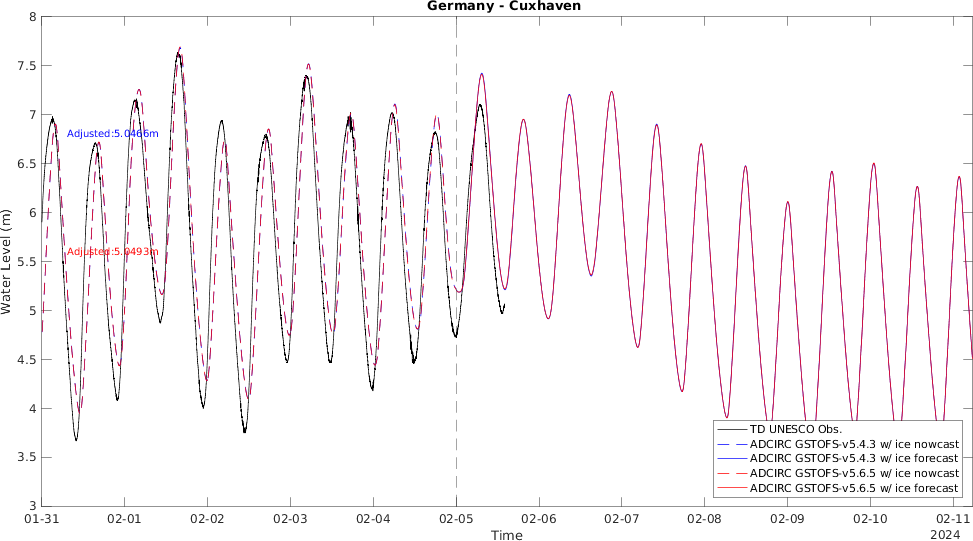 Germany - Cuxhaven
8
7.5
7
6.5
6
5.5
5
4.5
4
3.5
3
Water Level (m)
Adjusted:5.0466m
Adjusted:5.0493m
TD UNESCO Obs.
ADCIRC GSTOFS-v5.4.3 w/ ice nowcast
ADCIRC GSTOFS-v5.4.3 w/ ice forecast
ADCIRC GSTOFS-v5.6.5 w/ ice nowcast
ADCIRC GSTOFS-v5.6.5 w/ ice forecast
01-31 02-01 02-02 02-03 02-04 02-05 02-06 02-07 02-08 02-09 02-10 02-11
Time 2024